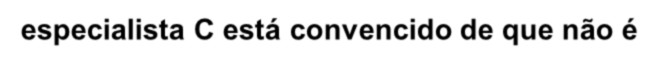 especialista C está convencido de que não é